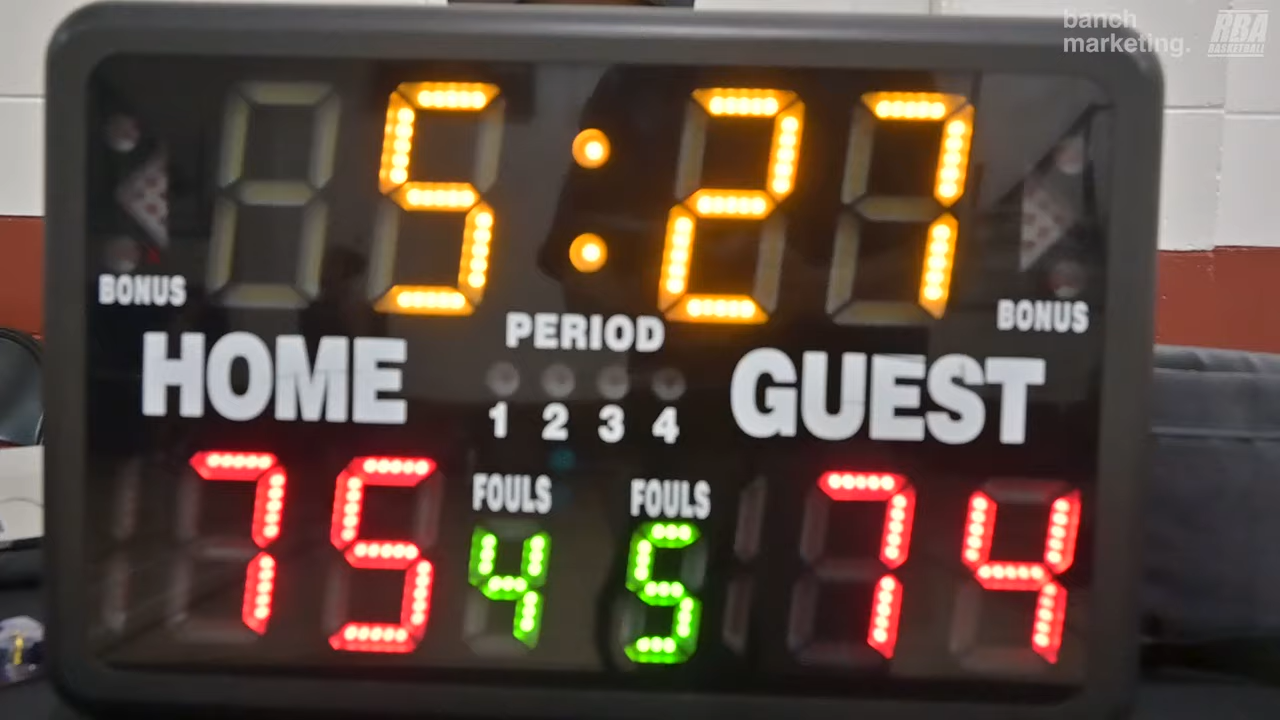 banch
marketing.
RBA
BASKETBALL
5:27
BONUS
BONUS
PERIOD
HOME
GUEST
1 2 3 4
FOULS
FOULS
75
4
5
74